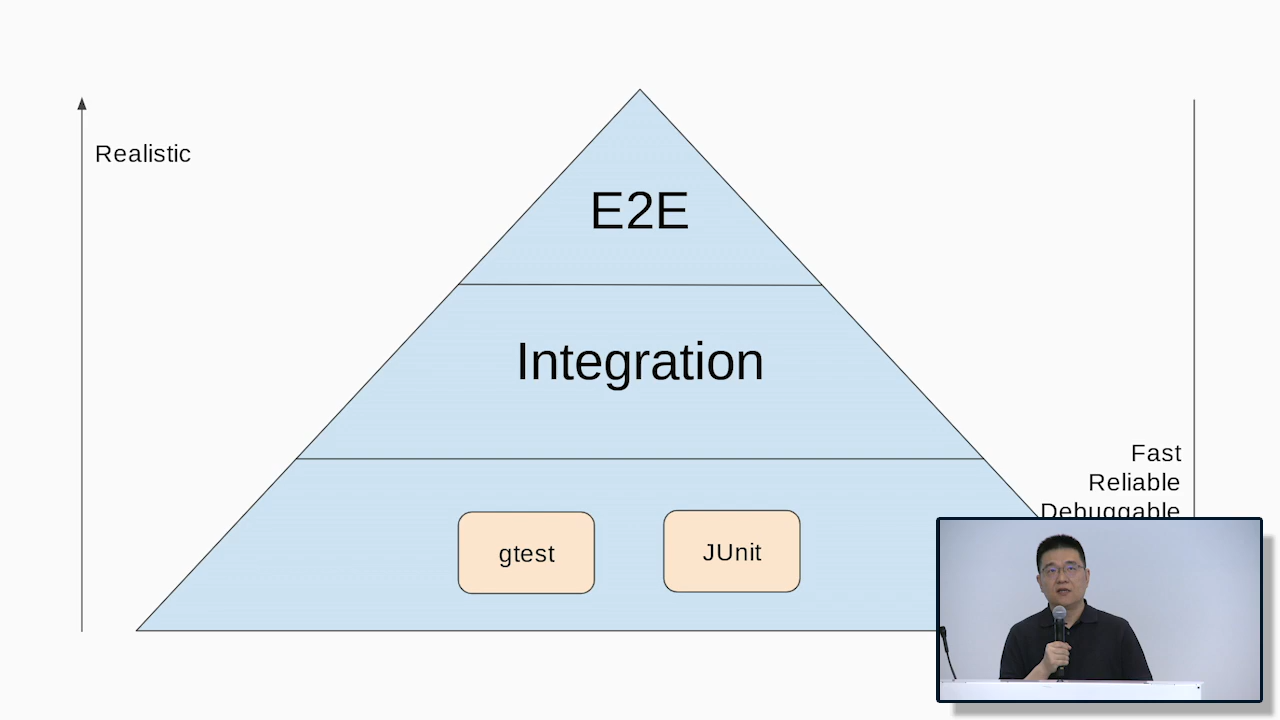 Realistic
E2E
Integration
Fast
Reliable
Debuggable
gtest
JUnit